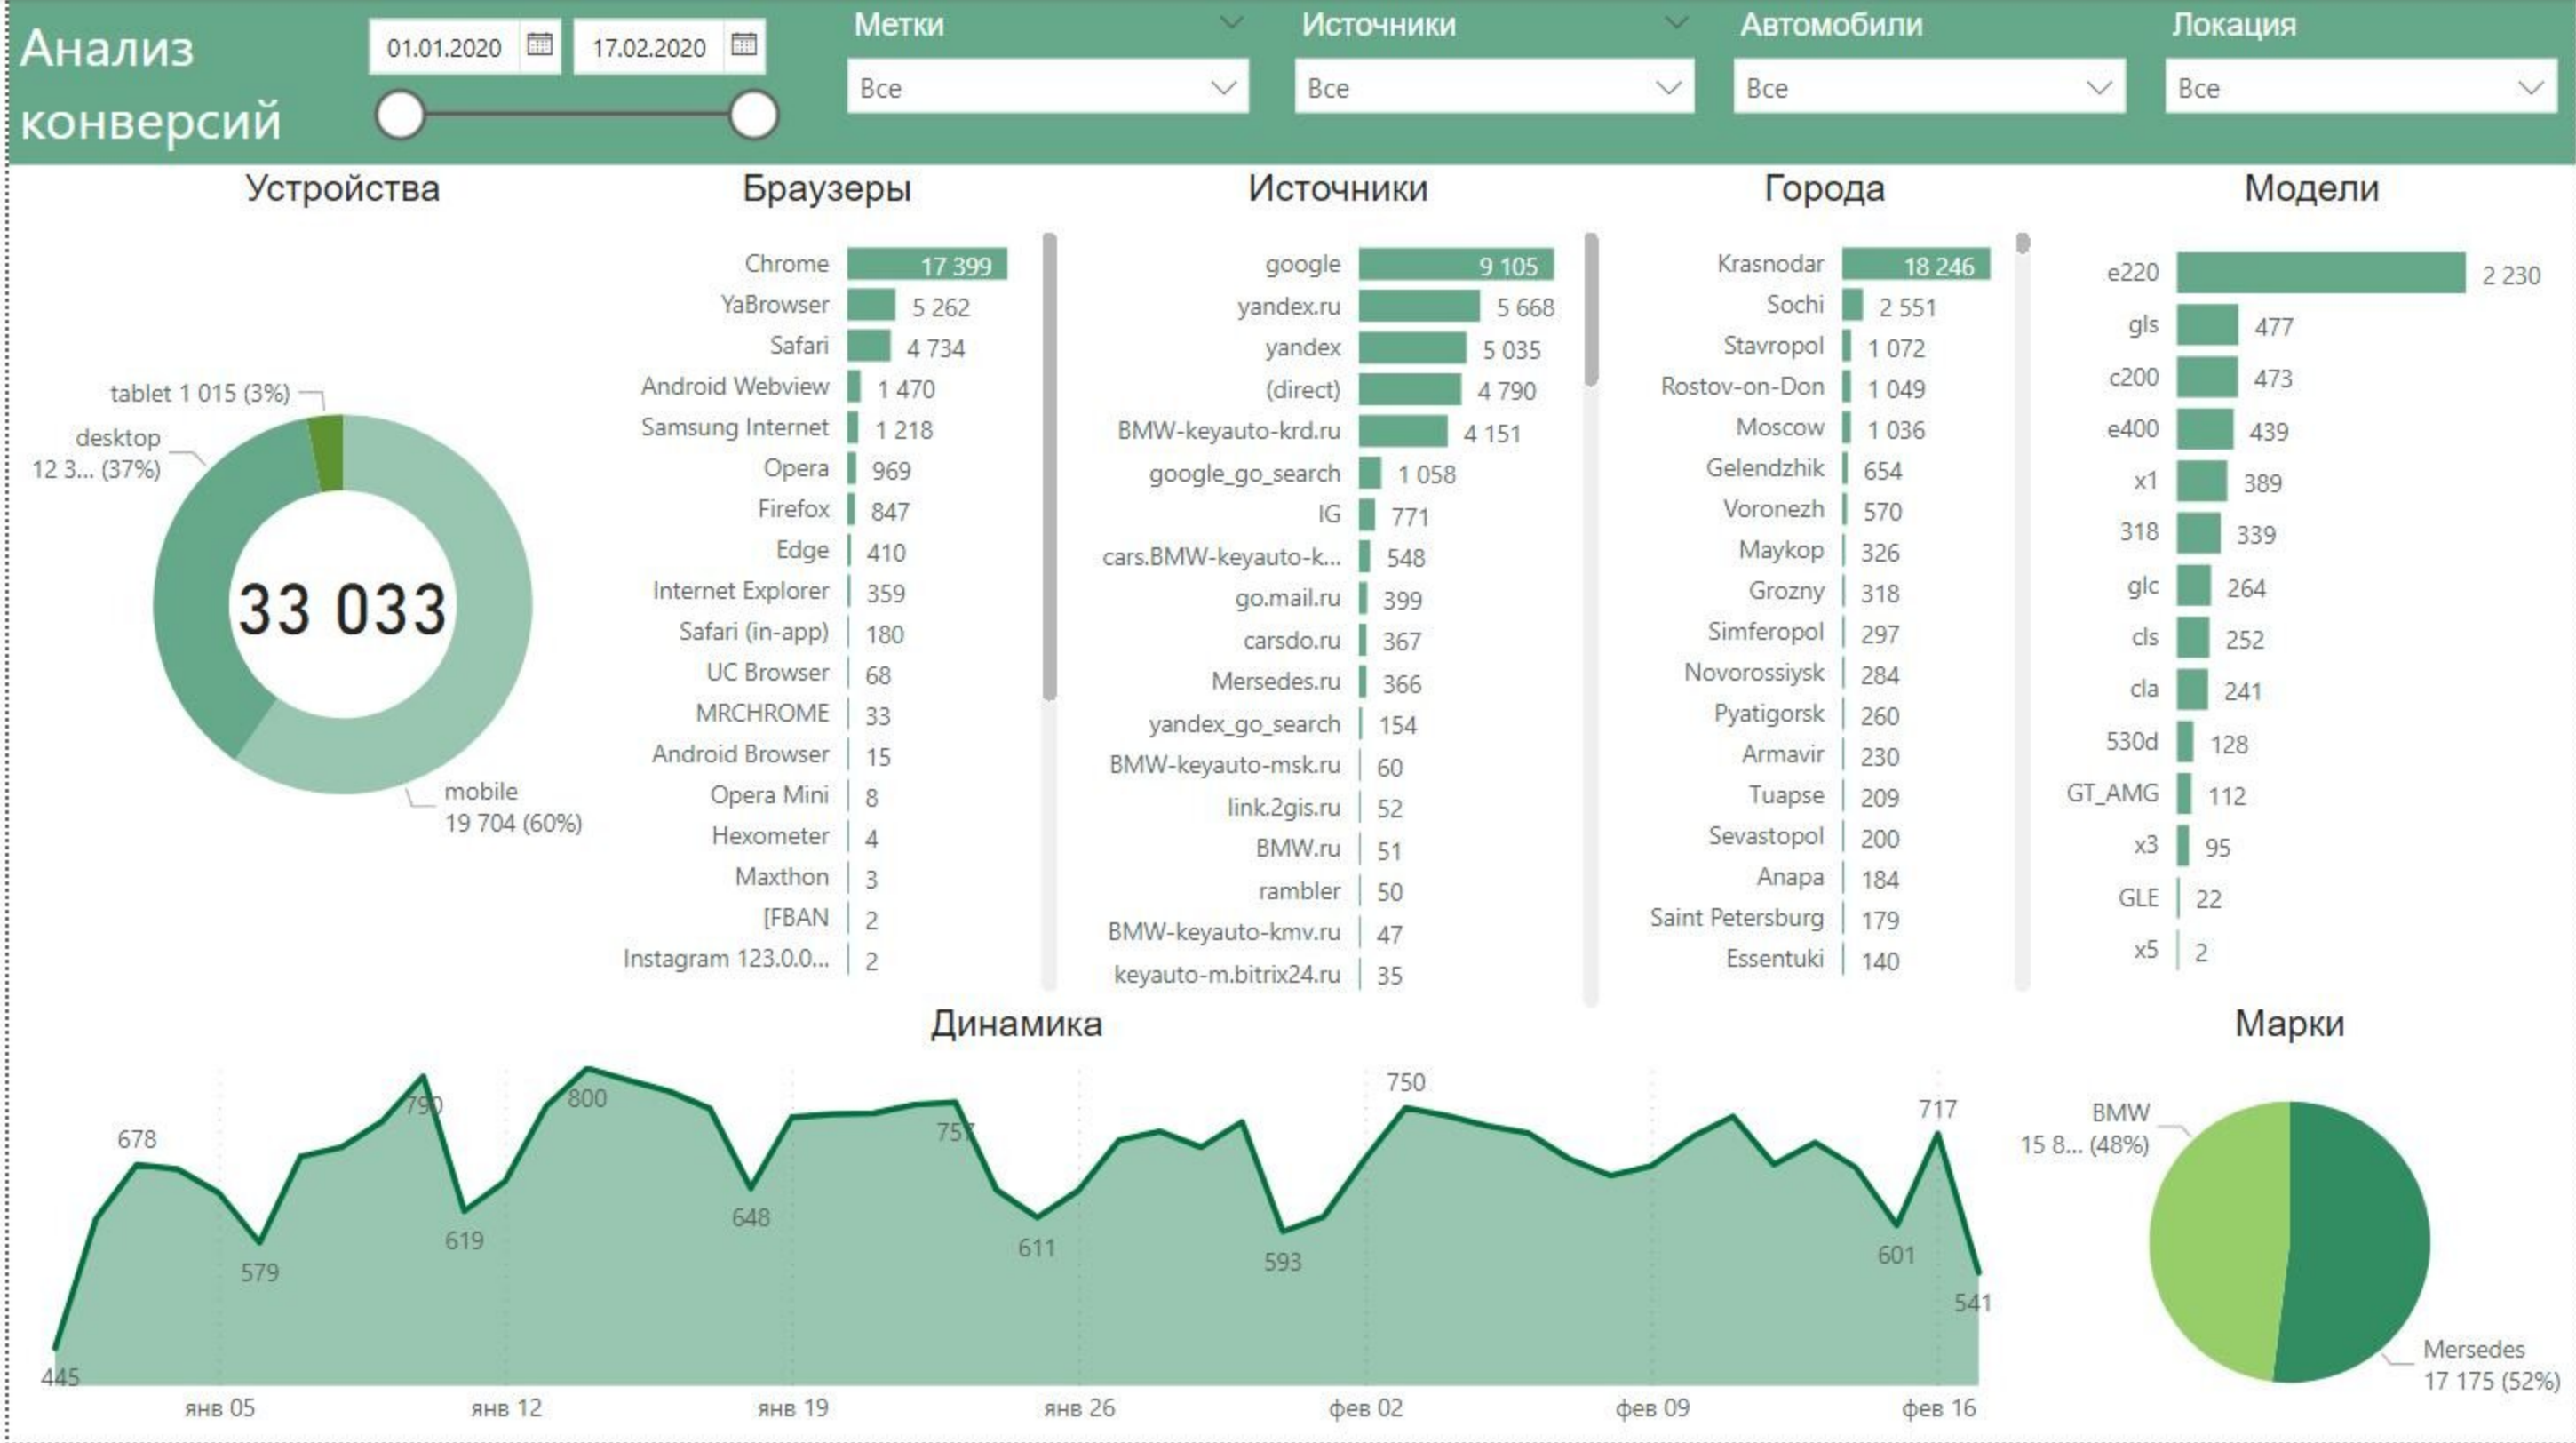 Анализ
конверсий
01.01.2020
17.02.2020
Метки
Все
Источники
Все
Автомобили
Все
Локация
Все
Устройства
tablet 1 015 (3%)
desktop
12 3... (37%)
33 033
mobile
19 704 (60%)
Браузеры
Chrome 17 399
YaBrowser 5 262
Safari 4 734
Android Webview 1 470
Samsung Internet 1 218
Opera 969
Firefox 847
Edge 410
Internet Explorer 359
Safari (in-app) 180
UC Browser 68
MRCHROME 33
Android Browser 15
Opera Mini 8
Hexometer 4
Maxthon 3
[FBAN 2
Instagram 123.0.0... 2
Источники
google 9 105
yandex.ru 5 668
yandex 5 035
(direct) 4 790
BMW-keyauto-krd.ru 4 151
google_go_search 1 058
IG 771
cars.BMW-keyauto-k... 548
go.mail.ru 399
carsdo.ru 367
Mersedes.ru 366
yandex_go_search 154
BMW-keyauto-msk.ru 60
link.2gis.ru 52
BMW.ru 51
rambler 50
BMW-keyauto-kmv.ru 47
keyauto-m.bitrix24.ru 35
Города
Krasnodar 18 246
Sochi 2 551
Stavropol 1 072
Rostov-on-Don 1 049
Moscow 1 036
Gelendzhik 654
Voronezh 570
Maykop 326
Grozny 318
Simferopol 297
Novorossiysk 284
Pyatigorsk 260
Armavir 230
Tuapse 209
Sevastopol 200
Anapa 184
Saint Petersburg 179
Essentuki 140
Модели
e220 2 230
gls 477
c200 473
e400 439
x1 389
318 339
glc 264
cls 252
cla 241
530d 128
GT_AMG 112
x3 95
GLE 22
x5 2
Динамика
445
678
579
790
619
800
648
757
611
593
750
601
717
541
янв 05
янв 12
янв 19
янв 26
фев 02
фев 09
фев 16
Марки
BMW
15 8... (48%)
Mersedes
17 175 (52%)